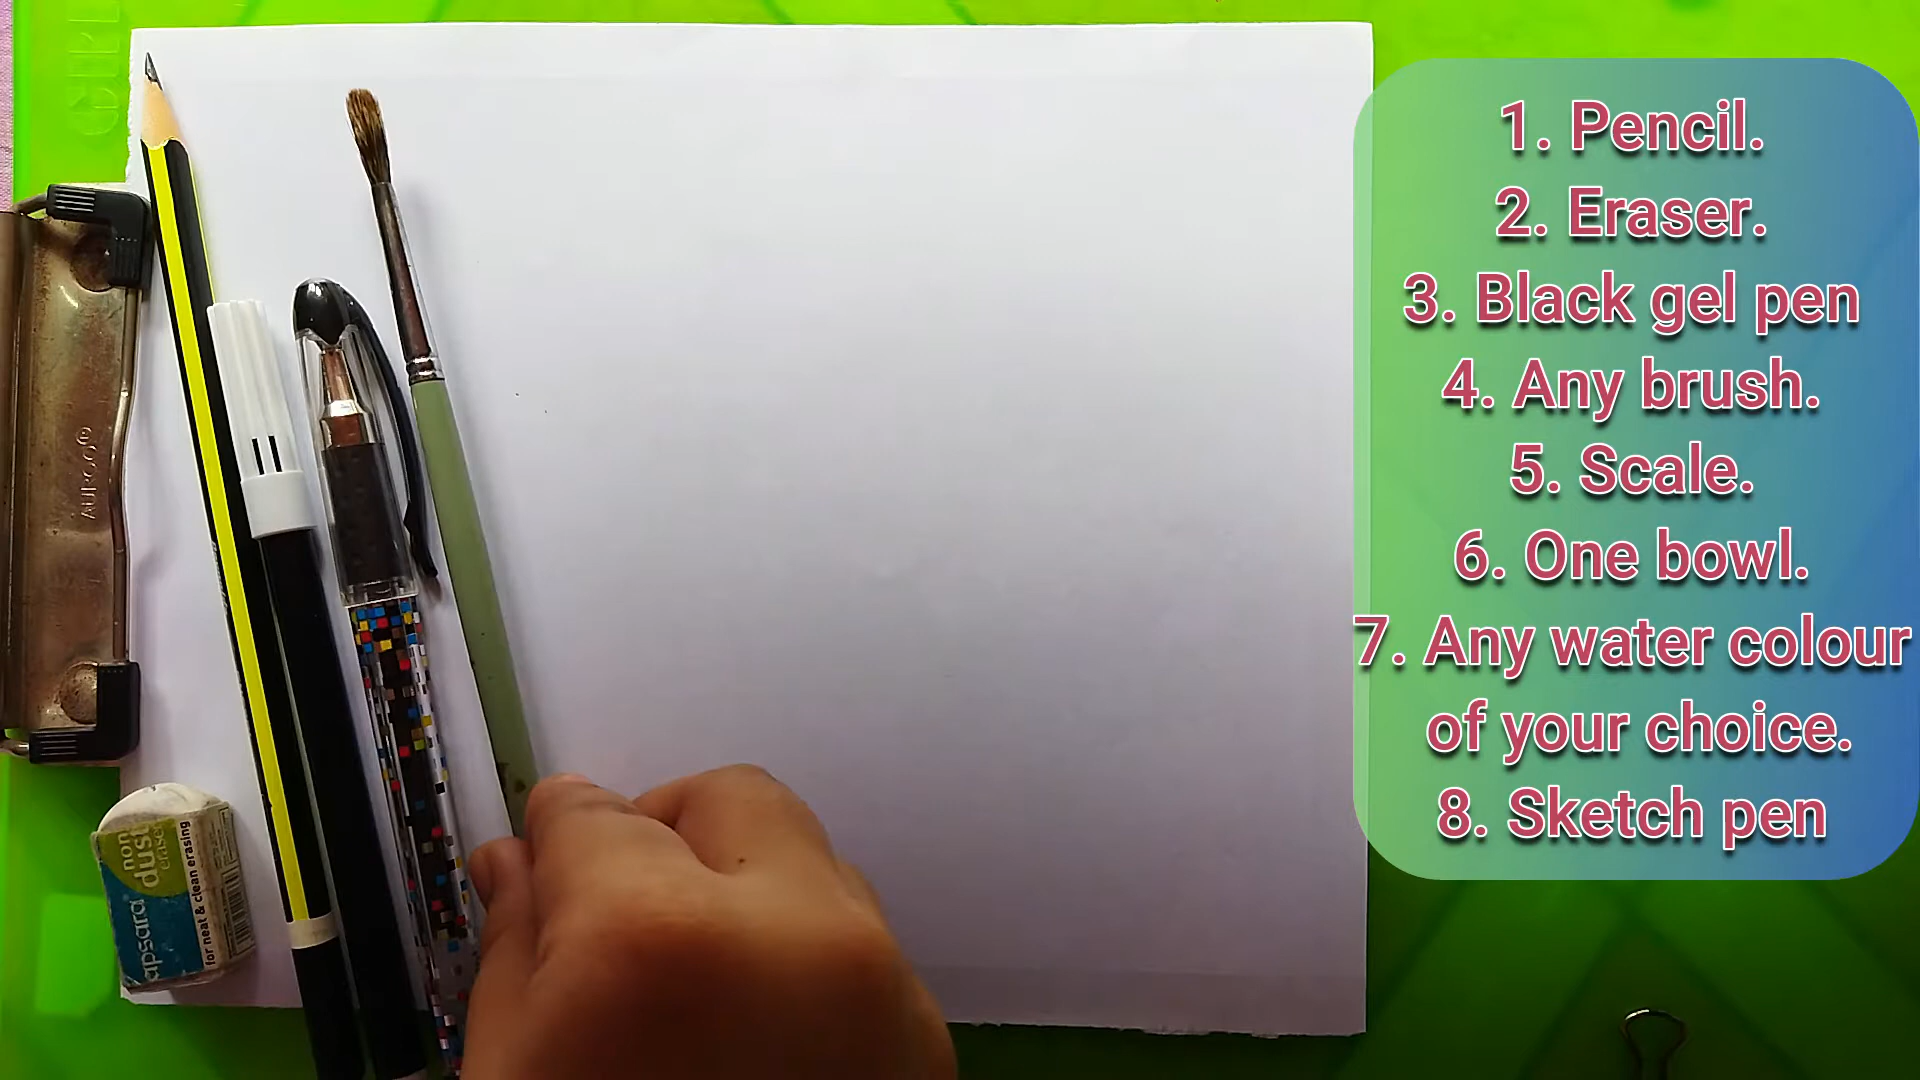 1. Pencil.
2. Eraser.
3. Black gel pen
4. Any brush.
5. Scale.
6. One bowl.
7. Any water colour
of your choice.
8. Sketch pen
non
dust
eraser
apsara
for neat & clean erasing